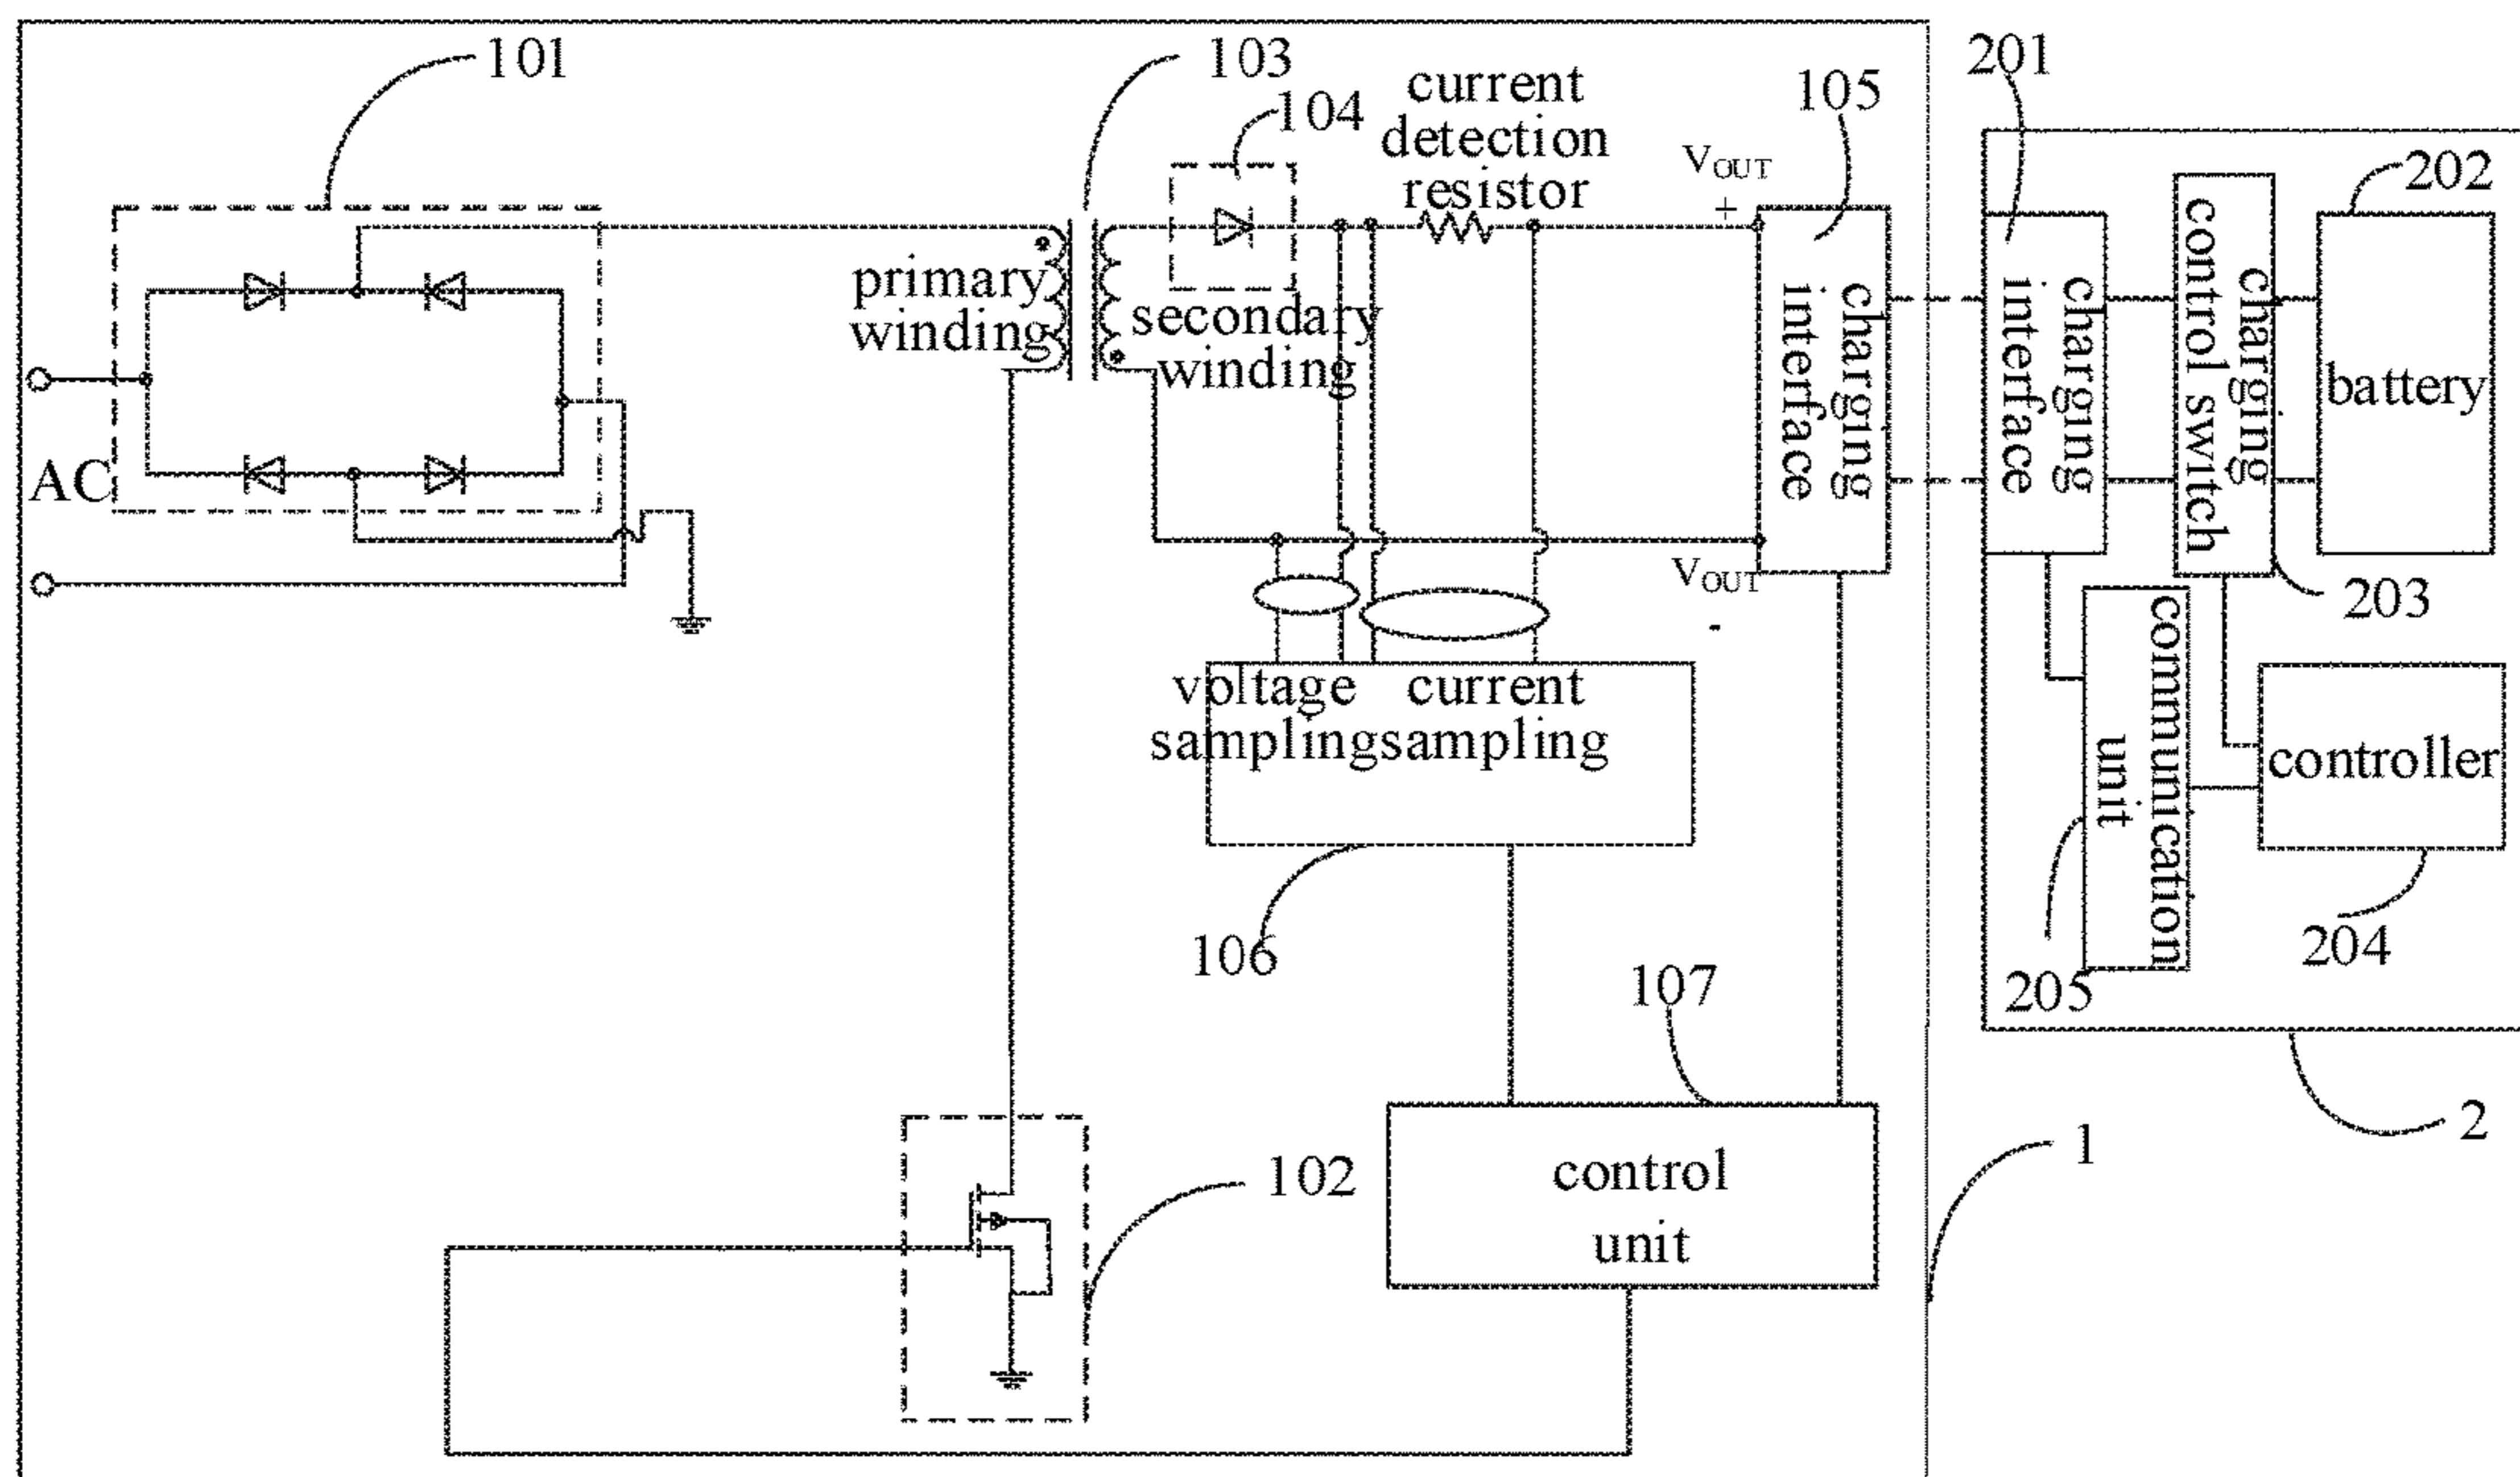 101
103
104
current
detection
resistor
VOUT
+
105
201
202
primary
winding
secondary
winding
charging
interface
charging
interface
charging
control switch
battery
AC
VOUT
-
203
voltage current
sampling sampling
communication
unit
controller
106
107
205
204
102
control
unit
1
2